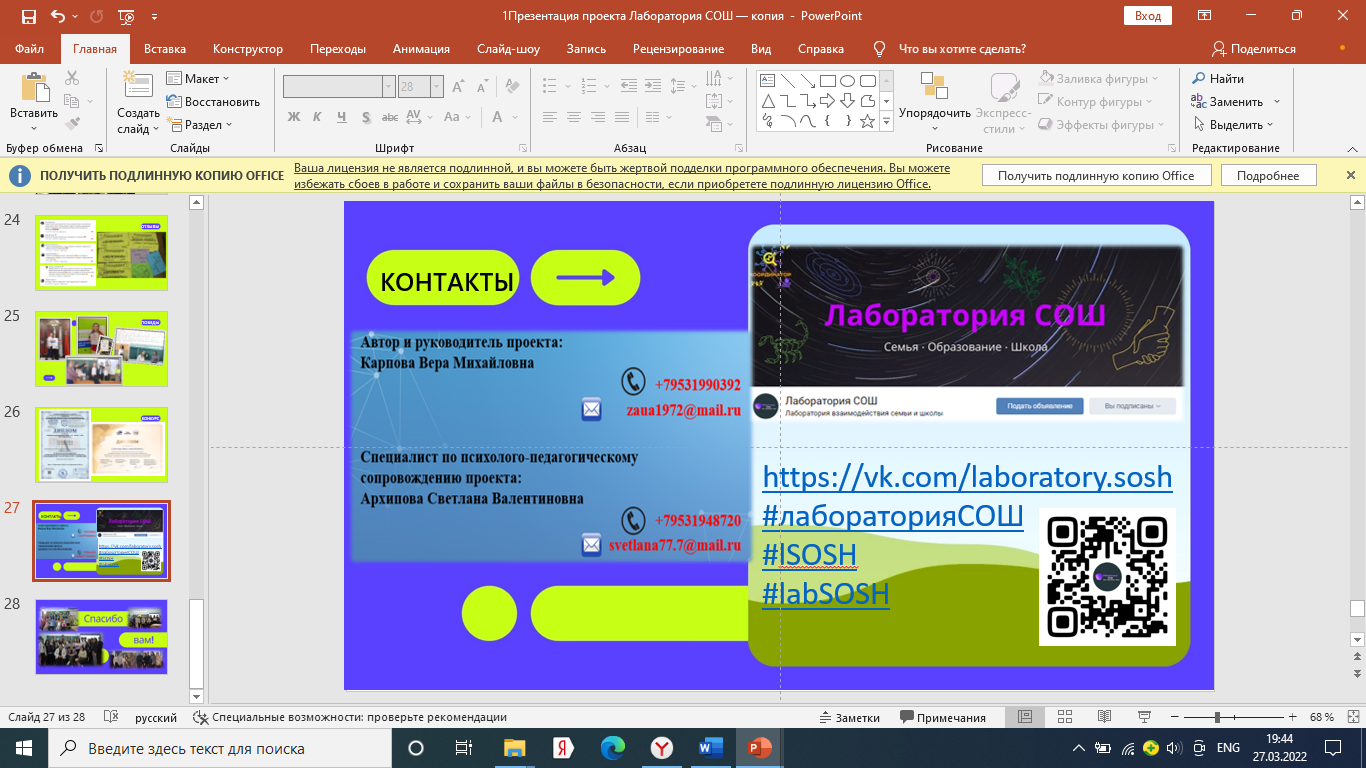 1Презентация проекта Лаборатория СОШ — копия - PowerPoint
Вход
Файл
Главная
Вставка
Конструктор
Переходы
Анимация
Слайд-шоу
Запись
Рецензирование
Вид
Справка
Что вы хотите сделать?
Поделиться
Вставить
Буфер обмена
Создать
слайд
Макет
Восстановить
Раздел
Слайды
28
Ж К Ч S abc AV Aa А
Шрифт
Абзац
Упорядочить
Экспресс-
стили
Заливка фигуры
Контур фигуры
Эффекты фигуры
Рисование
Найти
Заменить
Выделить
Редактирование
ПОЛУЧИТЬ ПОДЛИННУЮ КОПИЮ OFFICE
Ваша лицензия не является подлинной, и вы можете быть жертвой подделки программного обеспечения. Вы можете
избежать сбоев в работе и сохранить ваши файлы в безопасности, если приобретете подлинную лицензию Office.
Получить подлинную копию Office
Подробнее
24
ОТЗЫВЫ
25
ПОБЕДЫ
26
КОНКУРС
27
28
Спасибо
вам!
КОНТАКТЫ
Автор и руководитель проекта:
Карпова Вера Михайловна
+79531990392
zaua1972@mail.ru
Специалист по психолого-педагогическому
сопровождению проекта:
Архипова Светлана Валентиновна
+79531948720
svetlana77.7@mail.ru
КООРДИНАТОР
Лаборатория СОШ
Семья · Образование · Школа
Лаборатория СОШ
Лаборатория взаимодействия семьи и школы
Подать объявление
Вы подписаны
https://vk.com/laboratory.sosh
#лабораторияСОШ
#lSOSH
#labSOSH
Слайд 27 из 28
русский
Специальные возможности: проверьте рекомендации
Заметки
Примечания
68 %
Введите здесь текст для поиска
ENG
19:44
27.03.2022